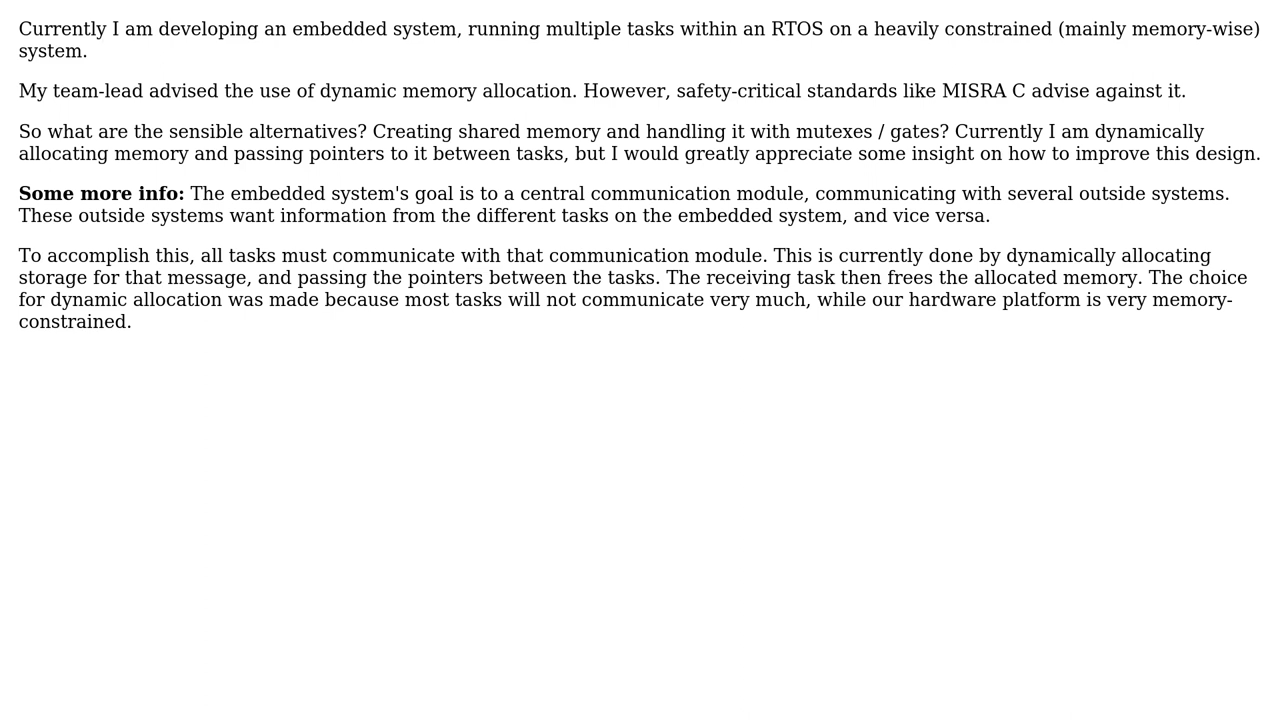 Currently I am developing an embedded system, running multiple tasks within an RTOS on a heavily constrained (mainly memory-wise)
system.
My team-lead advised the use of dynamic memory allocation. However, safety-critical standards like MISRA C advise against it.
So what are the sensible alternatives? Creating shared memory and handling it with mutexes / gates? Currently I am dynamically
allocating memory and passing pointers to it between tasks, but I would greatly appreciate some insight on how to improve this design.
Some more info: The embedded system's goal is to a central communication module, communicating with several outside systems.
These outside systems want information from the different tasks on the embedded system, and vice versa.
To accomplish this, all tasks must communicate with that communication module. This is currently done by dynamically allocating
storage for that message, and passing the pointers between the tasks. The receiving task then frees the allocated memory. The choice
for dynamic allocation was made because most tasks will not communicate very much, while our hardware platform is very memory-
constrained.